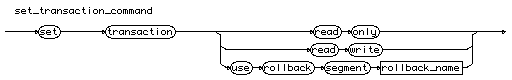 set_transaction_command
set transaction read only
read write
use rollback segment rollback_name